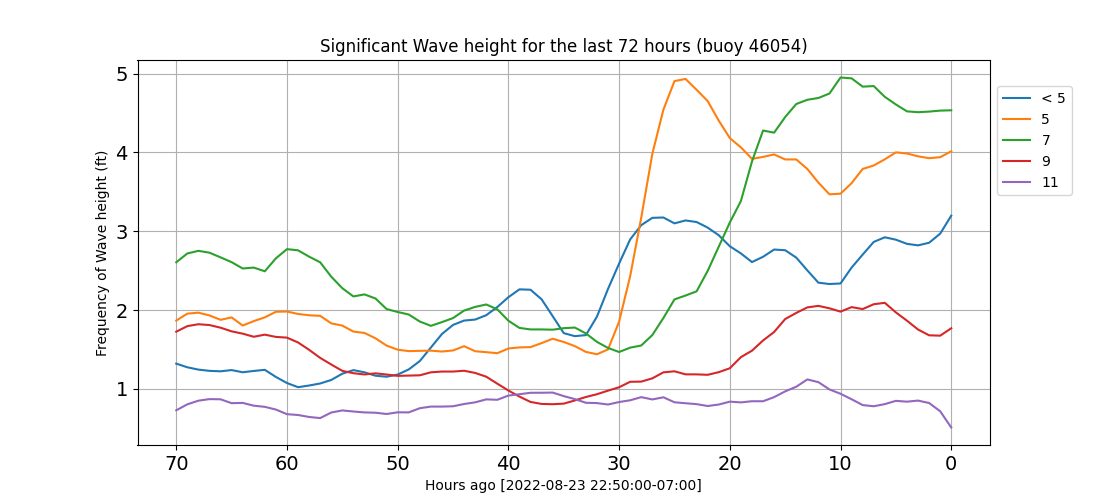 Significant Wave height for the last 72 hours (buoy 46054)
Frequency of Wave height (ft)
5
4
3
2
1
70 60 50 40 30 20 10 0
Hours ago [2022-08-23 22:50:00-07:00]
< 5
5
7
9
11